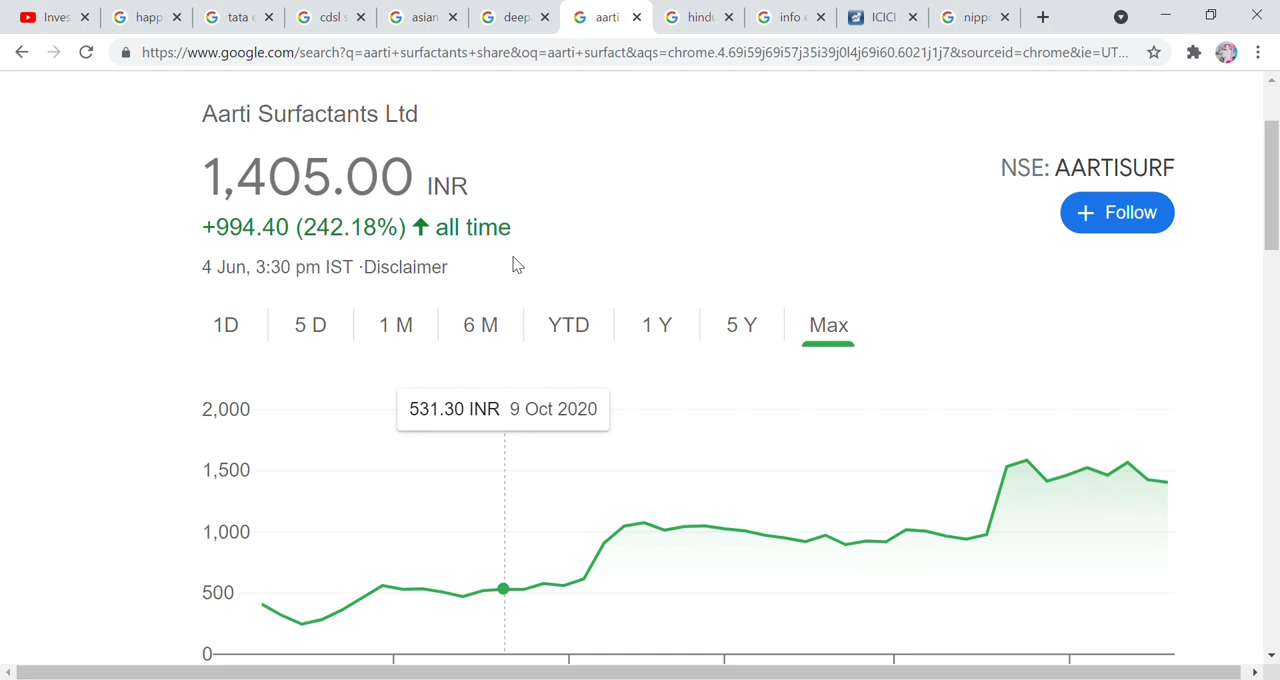 Inves
happ
tata e
cdsl s
asian
deep
aarti
hindu
info e
ICICI
nippo
https://www.google.com/search?q=aarti+surfactants+share&oq=aarti+surfact&aqs=chrome.4.69i59j69i57j35i39j0l4j69i60.6021j1j7&sourceid=chrome&ie=UT...
Aarti Surfactants Ltd
1,405.00 INR
NSE: AARTISURF
+994.40 (242.18%) ↑ all time
+ Follow
4 Jun, 3:30 pm IST ·Disclaimer
1D
5 D
1 M
6 M
YTD
1 Y
5 Y
Max
531.30 INR 9 Oct 2020
2,000
1,500
1,000
500
0